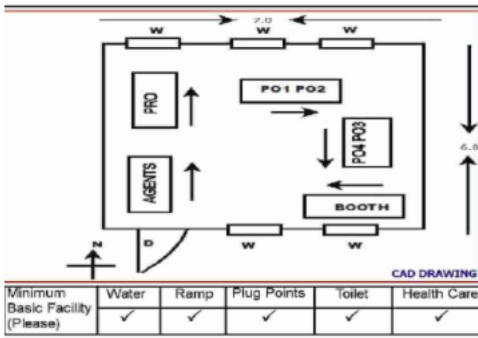 7.0
W W W
PO1 PO2
PRO
PO4 PO3
6.0
AGENTS
BOOTH
N D W W
CAD DRAWING
Minimum Basic Facility (Please) Water Ramp Plug Points Toilet Health Care
✓ ✓ ✓ ✓ ✓